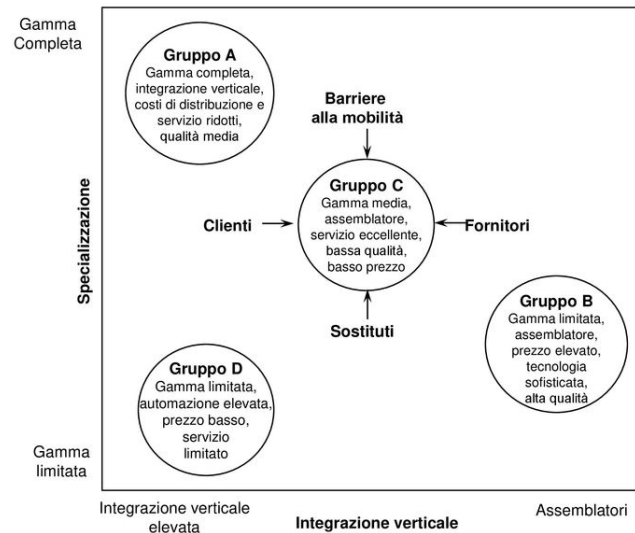 Gamma
Completa
Gruppo A
Gamma completa,
integrazione verticale,
costi di distribuzione e
servizio ridotti,
qualità media
Barriere
alla mobilità
Specializzazione
Clienti
Gruppo C
Gamma media,
assemblatore,
servizio eccellente,
bassa qualità,
basso prezzo
Fornitori
Sostituti
Gruppo B
Gamma limitata,
assemblatore,
prezzo elevato,
tecnologia
sofisticata,
alta qualità
Gruppo D
Gamma limitata,
automazione elevata,
prezzo basso,
servizio
limitato
Gamma
limitata
Integrazione verticale
elevata
Integrazione verticale
Assemblatori